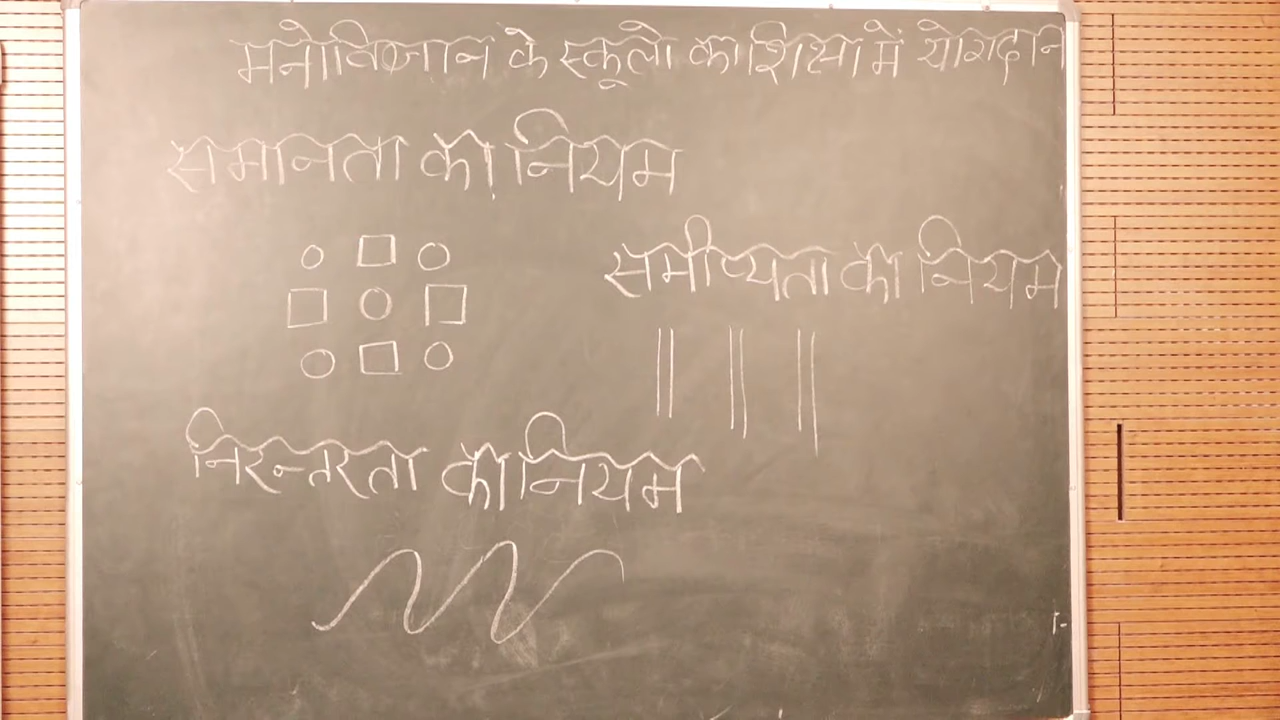 मनोविज्ञान के स्कूलो का शिक्षा में योगदान
समानता का नियम
समीप्यता का नियम
निरन्तरता का नियम